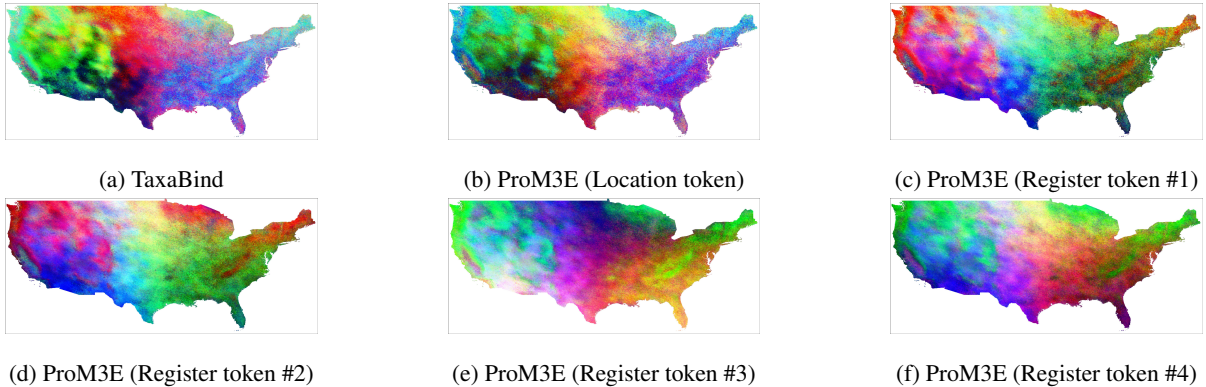 (a) TaxaBind
(b) ProM3E (Location token)
(c) ProM3E (Register token #1)
(d) ProM3E (Register token #2)
(e) ProM3E (Register token #3)
(f) ProM3E (Register token #4)